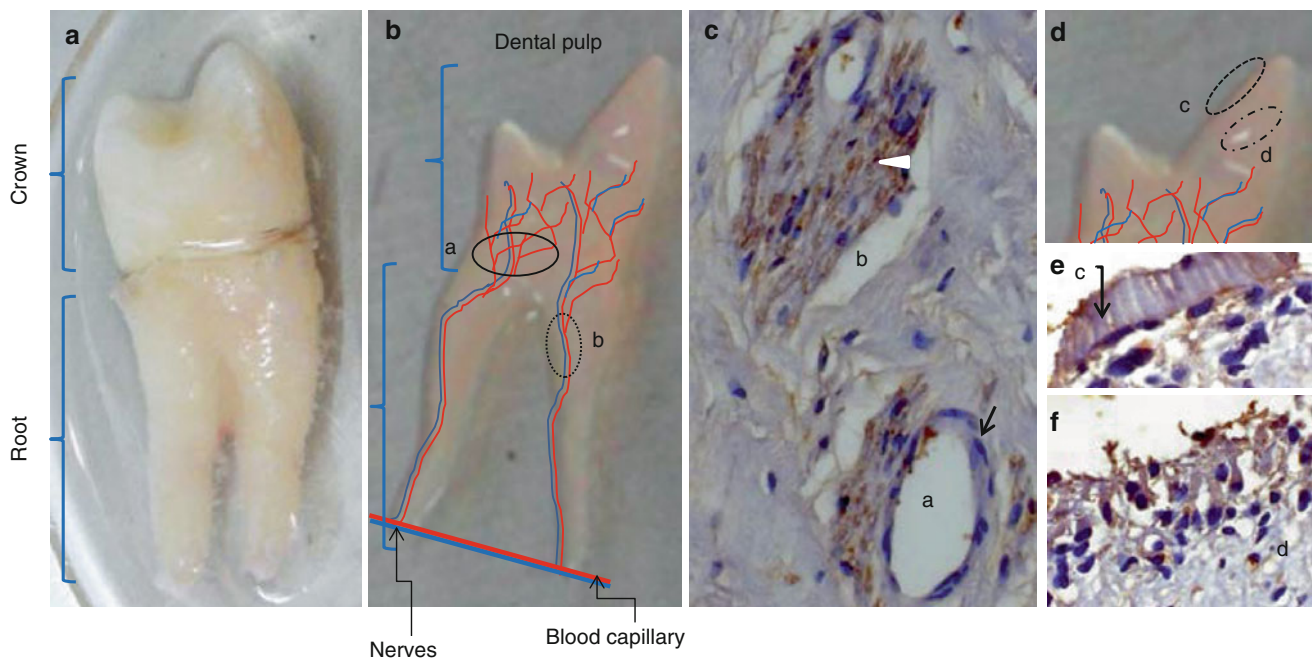 a
Crown
Root
b
Dental pulp
a
b
Nerves
Blood capillary
c
b
a
d
c
d
e
c
f
d